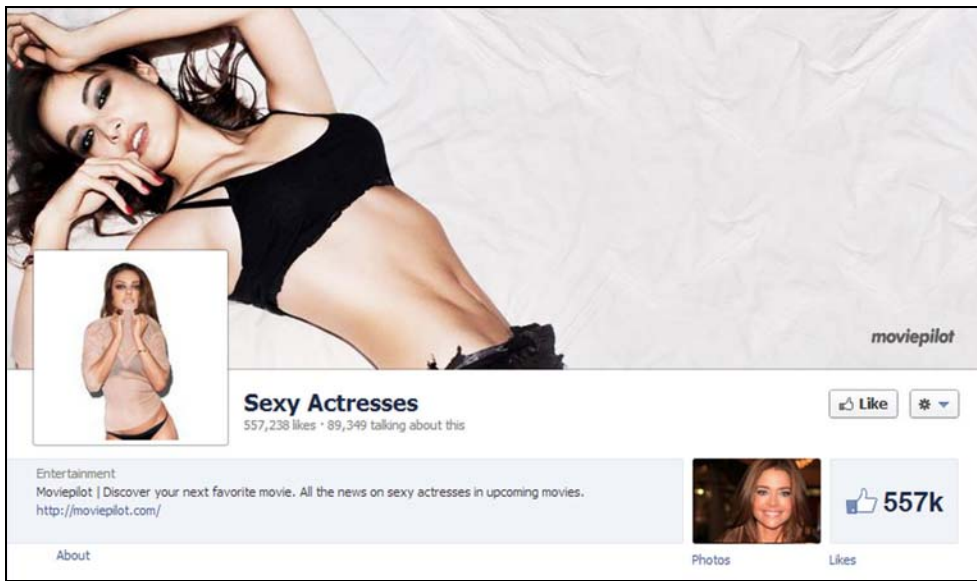 moviepilot
Sexy Actresses
557,238 likes · 89,349 talking about this
Like
Entertainment
Moviepilot | Discover your next favorite movie. All the news on sexy actresses in upcoming movies.
http://moviepilot.com/
About
557k
Photos
Likes